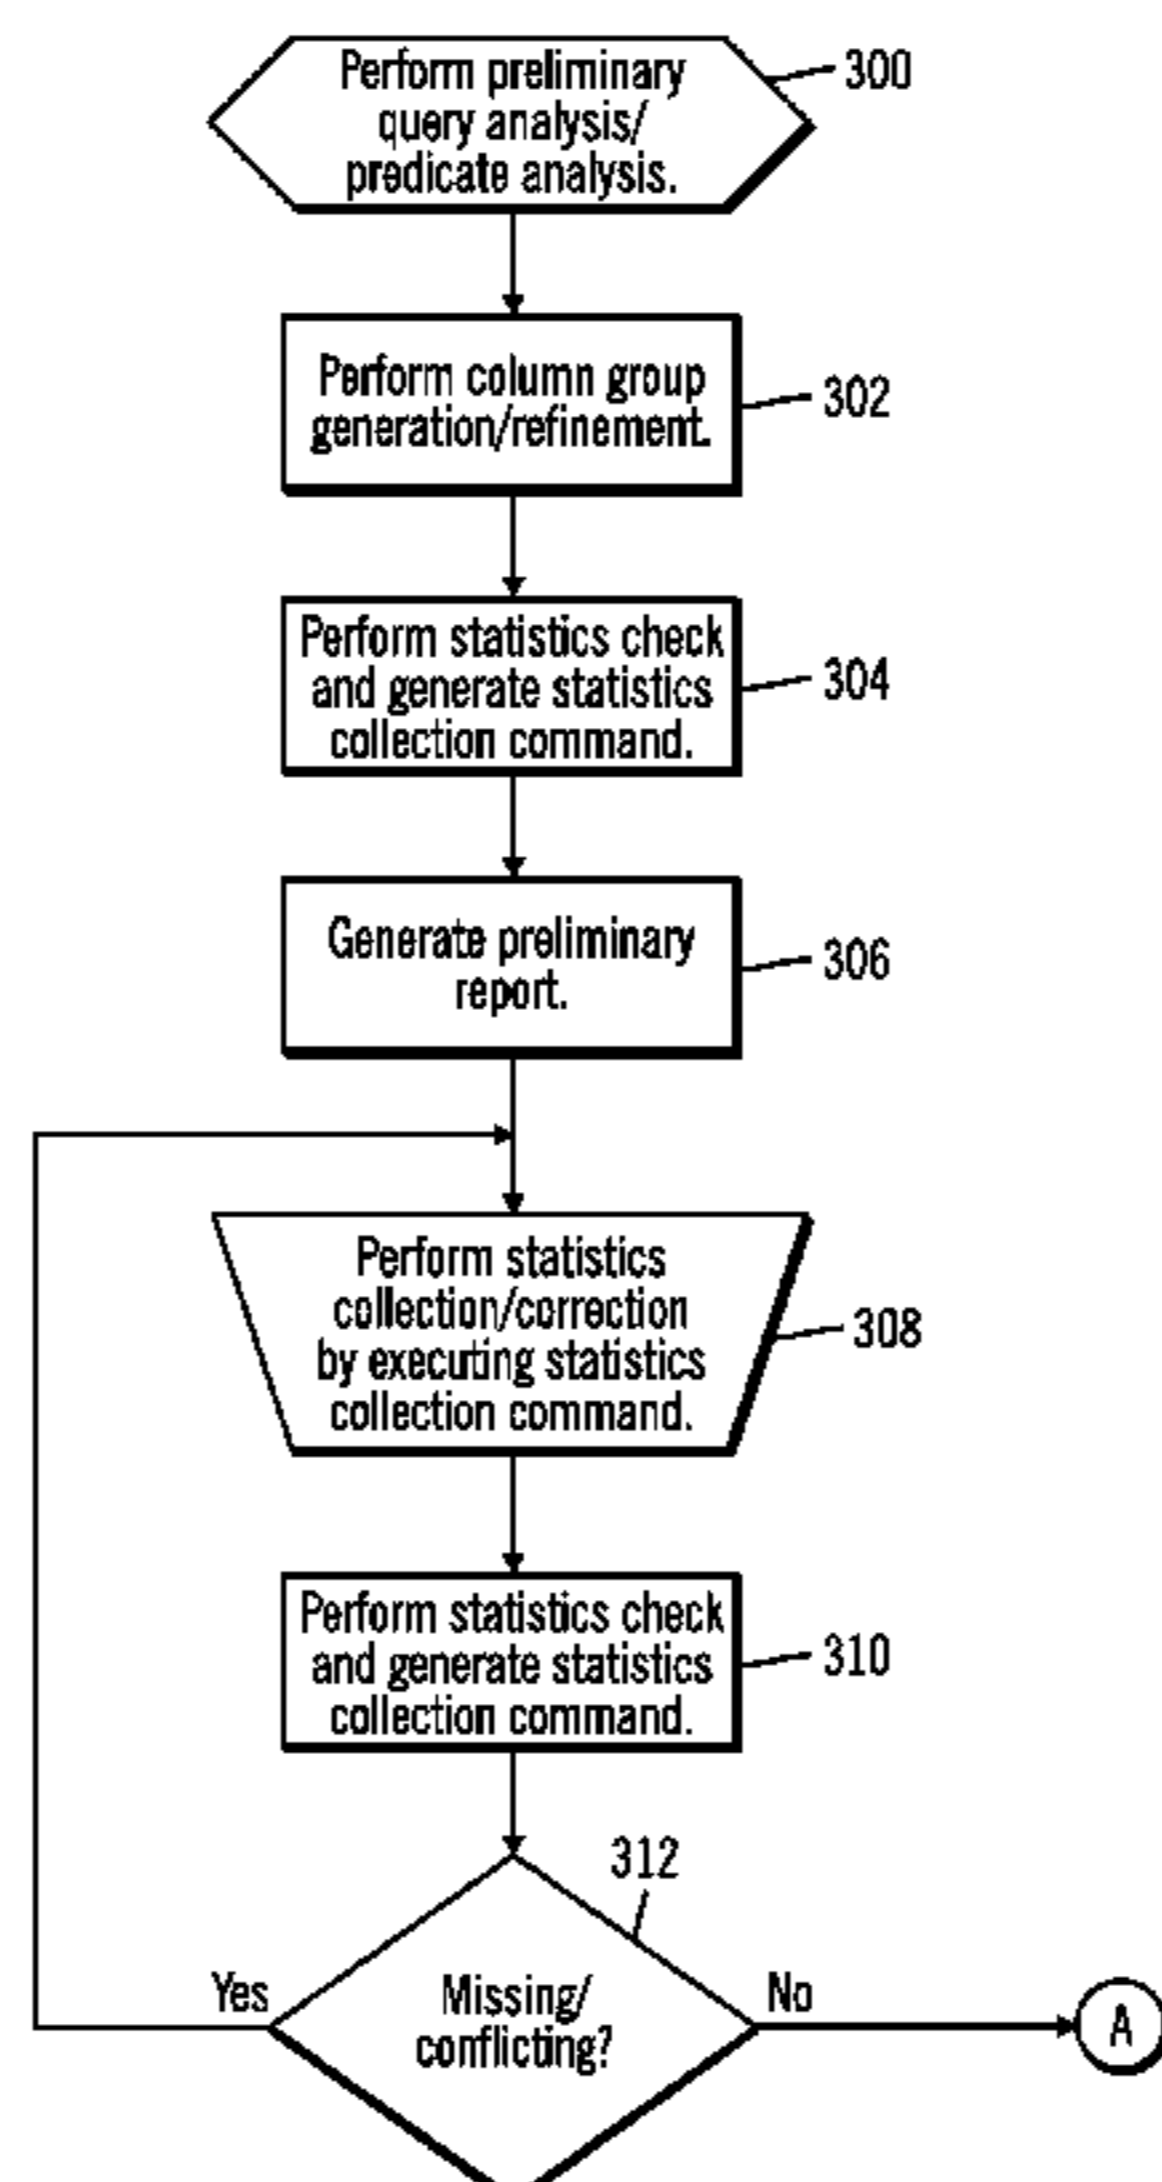 Perform preliminary
query analysis/
predicate analysis.
300
Perform column group
generation/refinement.
302
Perform statistics check
and generate statistics
collection command.
304
Generate preliminary
report.
306
Perform statistics
collection/correction
by executing statistics
collection command.
308
Perform statistics check
and generate statistics
collection command.
310
312
Yes
Missing/
conflicting?
No
A